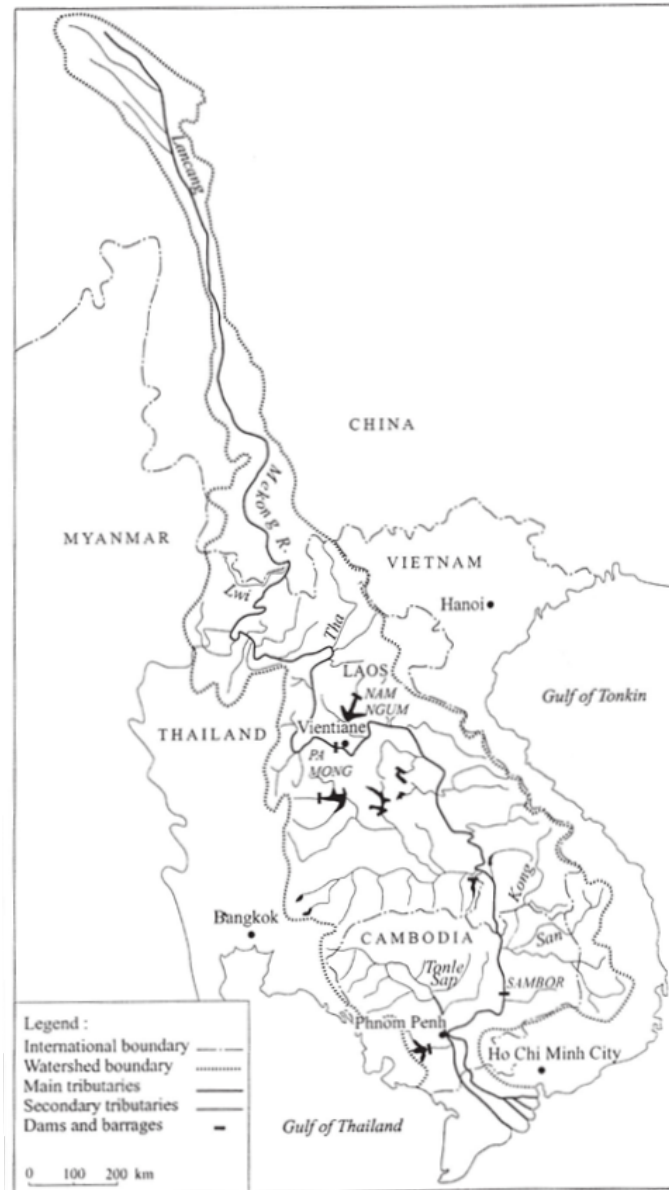 Lancang
CHINA
Mekong R.
MYANMAR
VIETNAM
Lwi
Hanoi
Tha
LAOS
Gulf of Tonkin
NAM
NGUM
THAILAND
Vientiane
PA
MONG
Kong
Bangkok
CAMBODIA
San
Tonle
Sap
SAMBOR
Phnom Penh
Ho Chi Minh City
Gulf of Thailand
Legend :
International boundary
Watershed boundary
Main tributaries
Secondary tributaries
Dams and barrages
0 100 200 km